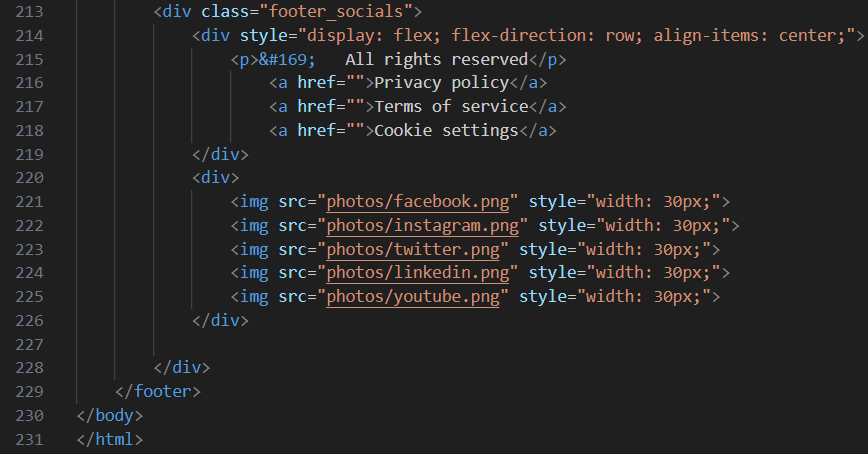 213 <div class="footer_socials">
214 <div style="display: flex; flex-direction: row; align-items: center;">
215 <p>&#169;   All rights reserved</p>
216 <a href="">Privacy policy</a>
217 <a href="">Terms of service</a>
218 <a href="">Cookie settings</a>
219 </div>
220 <div>
221 <img src="photos/facebook.png" style="width: 30px;">
222 <img src="photos/instagram.png" style="width: 30px;">
223 <img src="photos/twitter.png" style="width: 30px;">
224 <img src="photos/linkedin.png" style="width: 30px;">
225 <img src="photos/youtube.png" style="width: 30px;">
226 </div>
227
228 </div>
229 </footer>
230 </body>
231 </html>